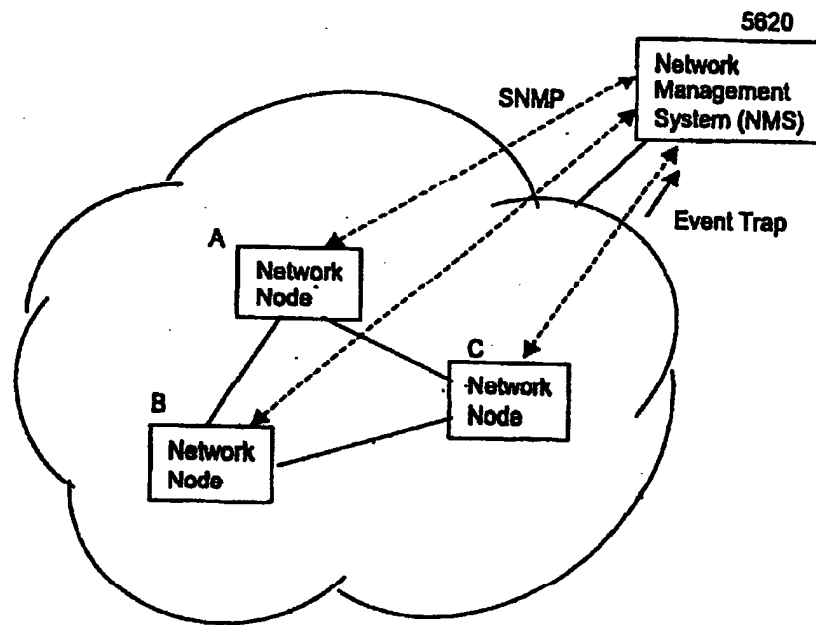 5620
Network
Management
System (NMS)
SNMP
Event Trap
A
Network
Node
C
Network
Node
B
Network
Node